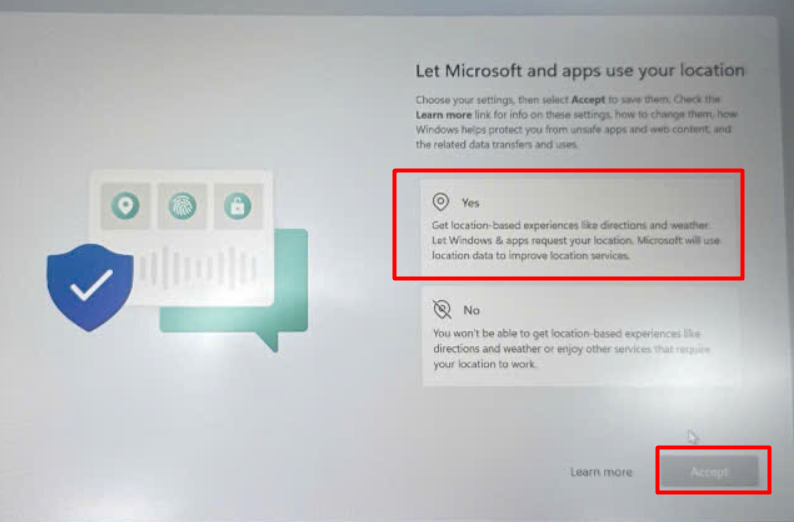 Let Microsoft and apps use your location
Choose your settings, then select Accept to save them. Check the
Learn more link for info on these settings, how to change them, how
Windows helps protect you from unsafe apps and web content, and
the related data transfers and uses.
Yes
Get location-based experiences like directions and weather.
Let Windows & apps request your location. Microsoft will use
location data to improve location services.
No
You won't be able to get location-based experiences like
directions and weather or enjoy other services that require
your location to work.
Learn more
Accept